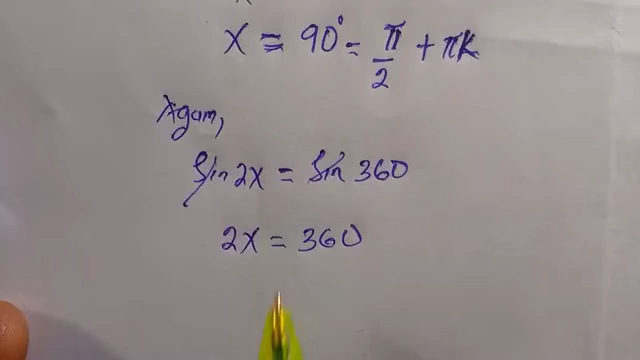 x = 90° = π/2 + πk
Again,
Sin 2x = Sin 360
2x = 360